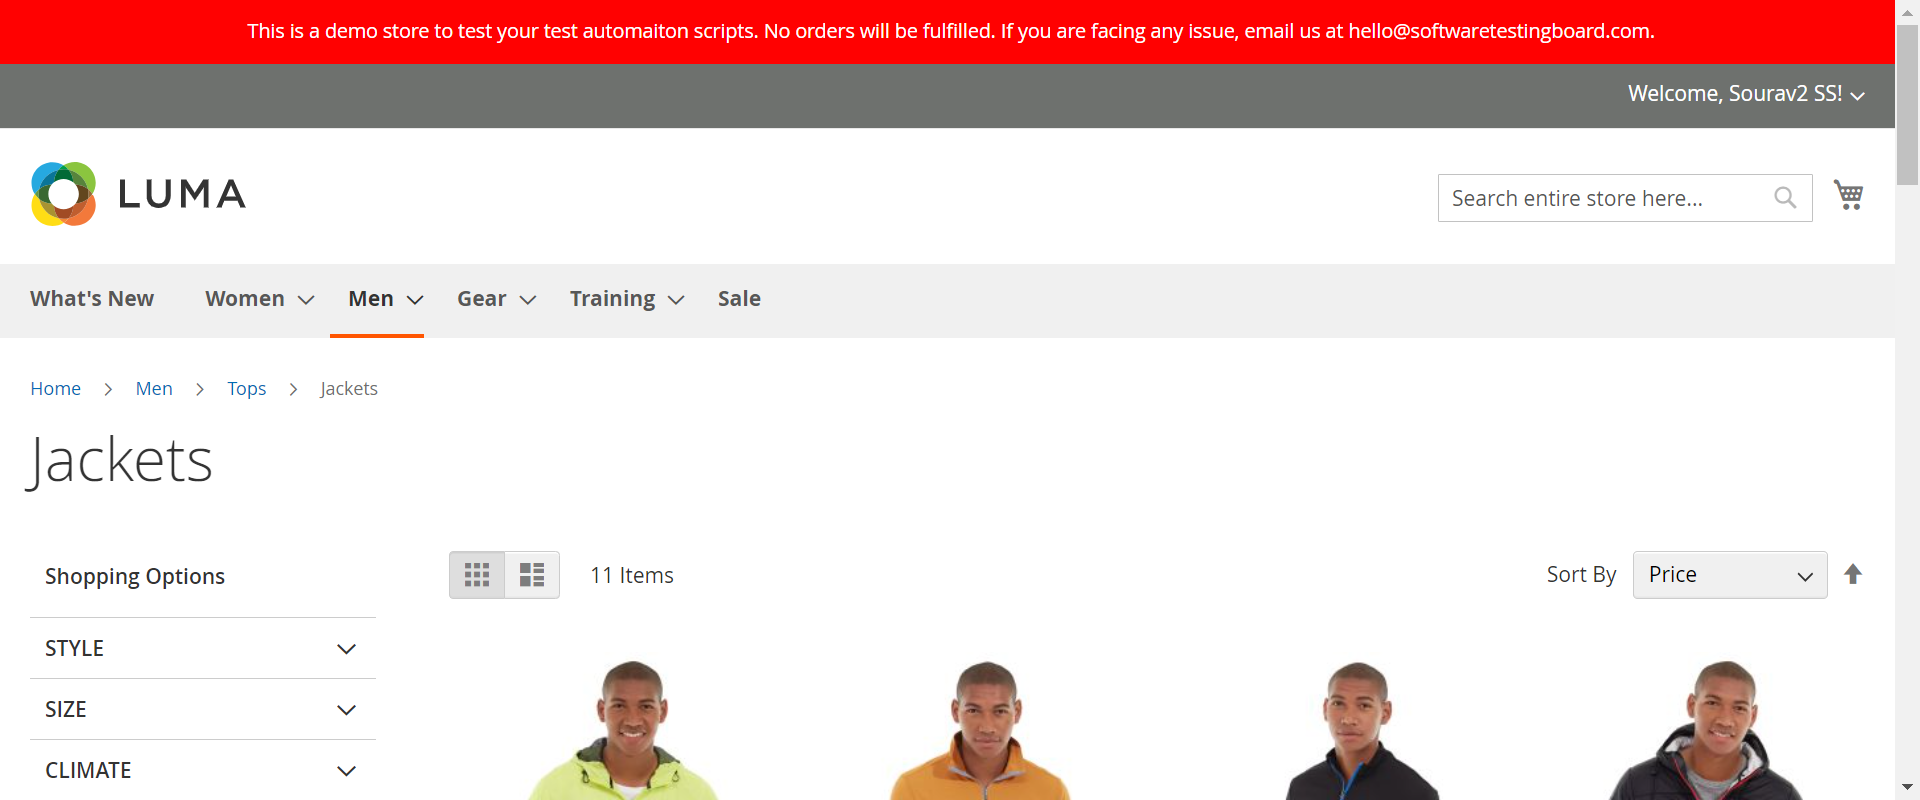 This is a demo store to test your test automaiton scripts. No orders will be fulfilled. If you are facing any issue, email us at hello@softwaretestingboard.com.
Welcome, Sourav2 SS!
LUMA
Search entire store here...
What's New Women Men Gear Training Sale
Home Men Tops Jackets
Jackets
Shopping Options
11 Items
Sort By Price
STYLE
SIZE
CLIMATE